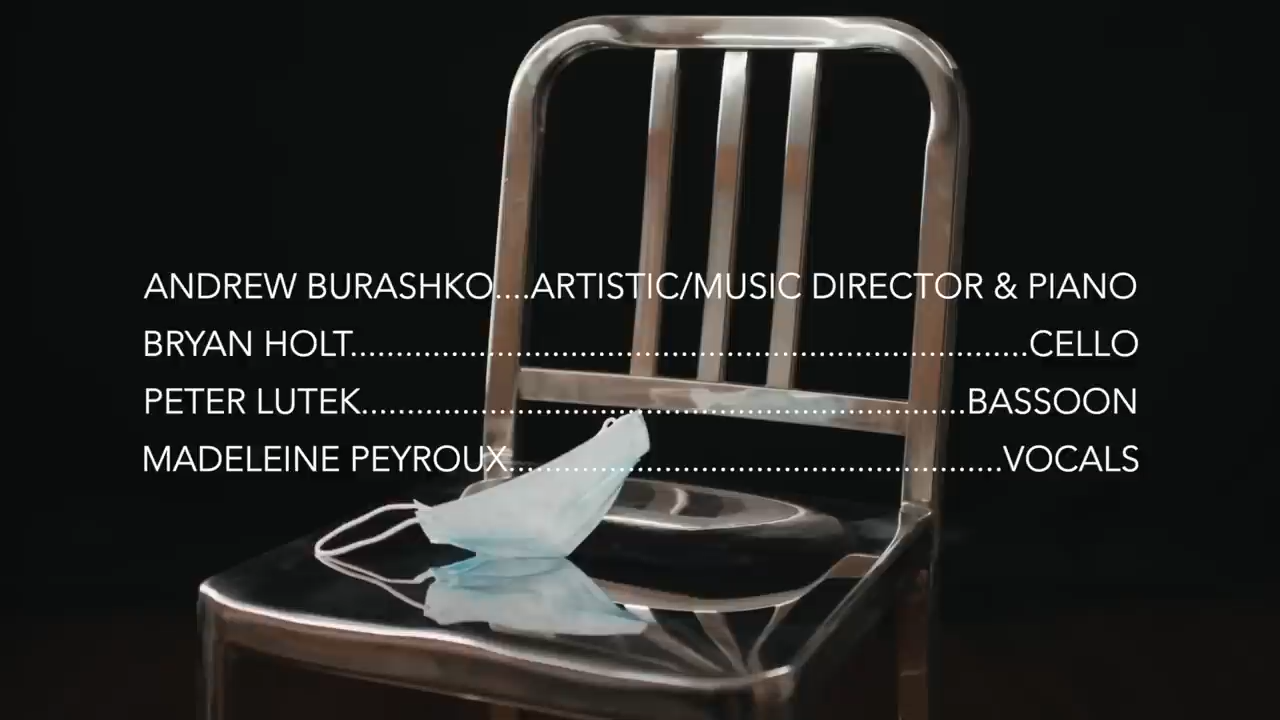 ANDREW BURASHKO....ARTISTIC/MUSIC DIRECTOR & PIANO
BRYAN HOLT..........................................................................CELLO
PETER LUTEK..................................................................BASSOON
MADELEINE PEYROUX......................................................VOCALS